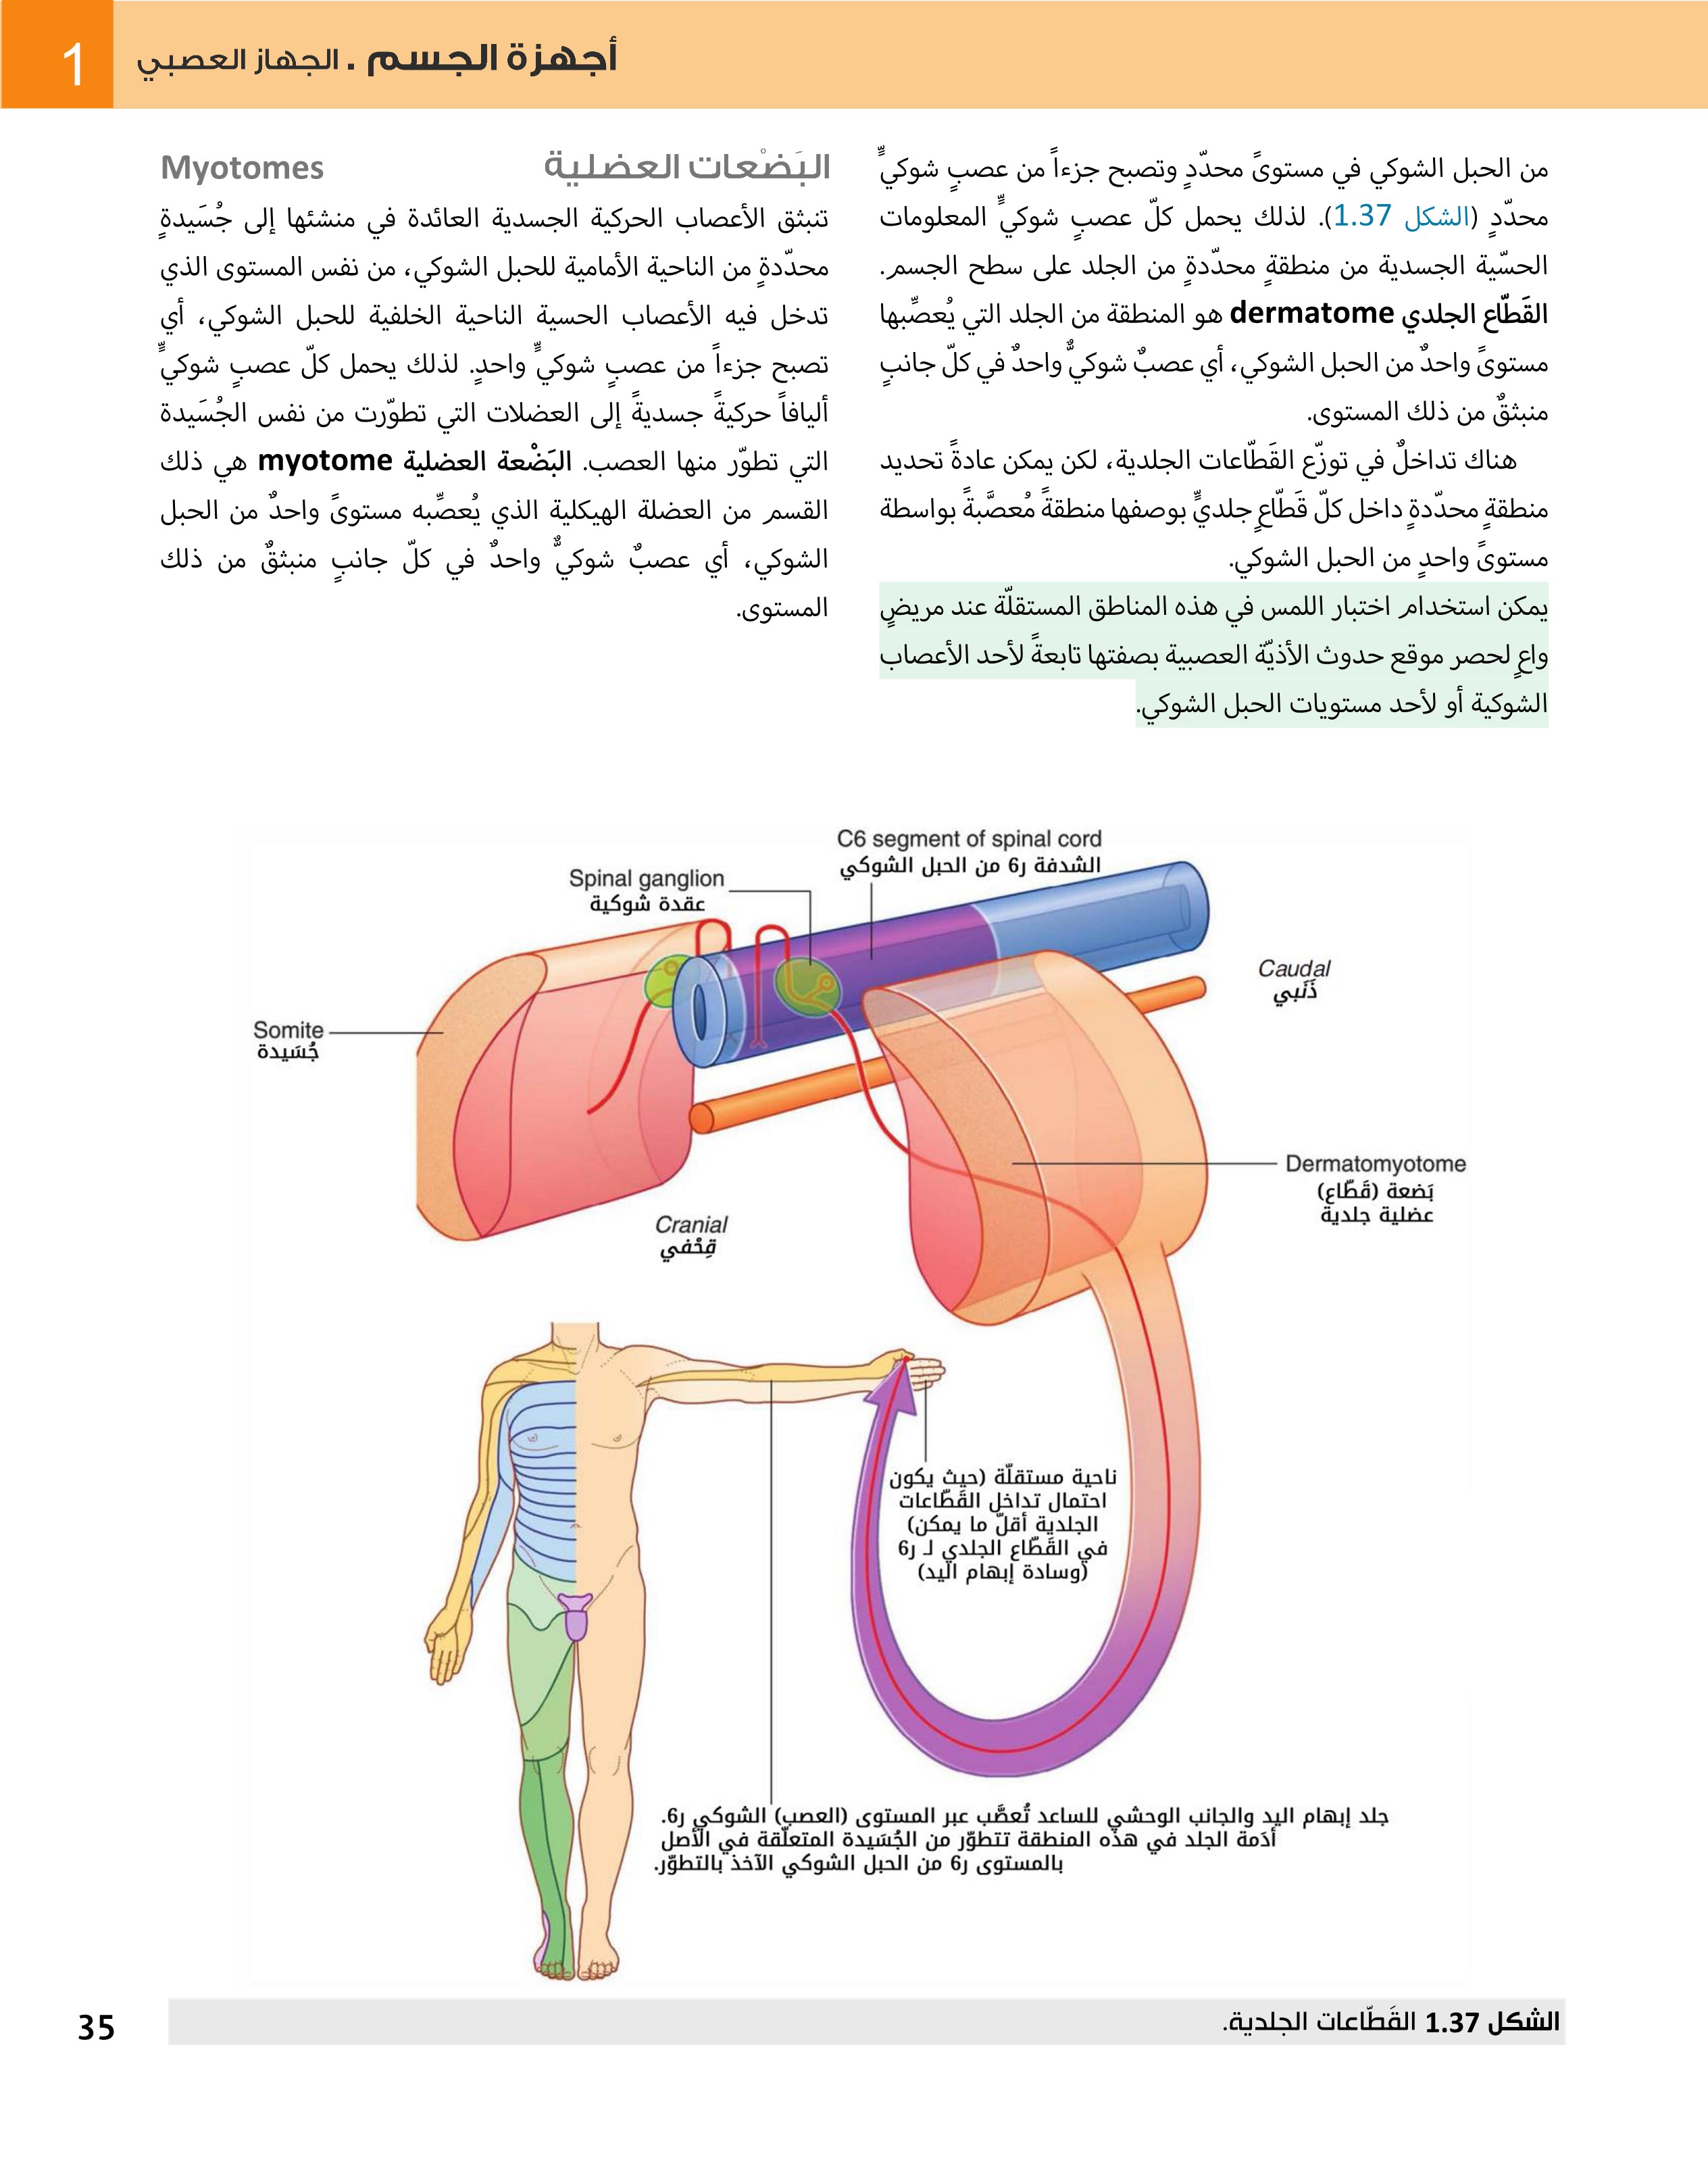 أجهزة الجسم . الجهاز العصبي
1
من الحبل الشوكي في مستوىً محدّدٍ وتصبح جزءاً من عصبٍ شوكيٍّ
محدّدٍ (الشكل 1.37). لذلك يحمل كلّ عصبٍ شوكيٍّ المعلومات
الحسّية الجسدية من منطقةٍ محدّدةٍ من الجلد على سطح الجسم.
القَطّاع الجلدي dermatome هو المنطقة من الجلد التي يُعصِّبها
مستوىً واحدٌ من الحبل الشوكي، أي عصبٌ شوكيٌّ واحدٌ في كلّ جانبٍ
منبثقٌ من ذلك المستوى.
هناك تداخلٌ في توزّع القَطّاعات الجلدية، لكن يمكن عادةً تحديد
منطقةٍ محدّدةٍ داخل كلّ قَطّاعٍ جلديٍّ بوصفها منطقةً مُعصَّبةً بواسطة
مستوىً واحدٍ من الحبل الشوكي.
يمكن استخدام اختبار اللمس في هذه المناطق المستقلّة عند مريضٍ
واعٍ لحصر موقع حدوث الأذيّة العصبية بصفتها تابعةً لأحد الأعصاب
الشوكية أو لأحد مستويات الحبل الشوكي.
البَضْعات العضلية Myotomes
تنبثق الأعصاب الحركية الجسدية العائدة في منشئها إلى جُسَيدةٍ
محدّدةٍ من الناحية الأمامية للحبل الشوكي، من نفس المستوى الذي
تدخل فيه الأعصاب الحسية الناحية الخلفية للحبل الشوكي، أي
تصبح جزءاً من عصبٍ شوكيٍّ واحدٍ. لذلك يحمل كلّ عصبٍ شوكيٍّ
أليافاً حركيةً جسديةً إلى العضلات التي تطوّرت من نفس الجُسَيدة
التي تطوّر منها العصب. البَضْعة العضلية myotome هي ذلك
القسم من العضلة الهيكلية الذي يُعصِّبه مستوىً واحدٌ من الحبل
الشوكي، أي عصبٌ شوكيٌّ واحدٌ في كلّ جانبٍ منبثقٌ من ذلك
المستوى.
C6 segment of spinal cord
الشدفة ر6 من الحبل الشوكي
Spinal ganglion
عقدة شوكية
Caudal
ذَنَبي
Somite
جُسَيدة
Dermatomyotome
بَضعة (قَطّاع)
عضلية جلدية
Cranial
قِحْفي
ناحية مستقلّة (حيث يكون
احتمال تداخل القَطّاعات
الجلدية أقلّ ما يمكن)
في القَطّاع الجلدي لـ ر6
(وسادة إبهام اليد)
جلد إبهام اليد والجانب الوحشي للساعد تُعصَّب عبر المستوى (العصب) الشوكي ر6.
أدَمة الجلد في هذه المنطقة تتطوّر من الجُسَيدة المتعلّقة في الأصل
بالمستوى ر6 من الحبل الشوكي الآخذ بالتطوّر.
الشكل 1.37 القَطّاعات الجلدية.
35